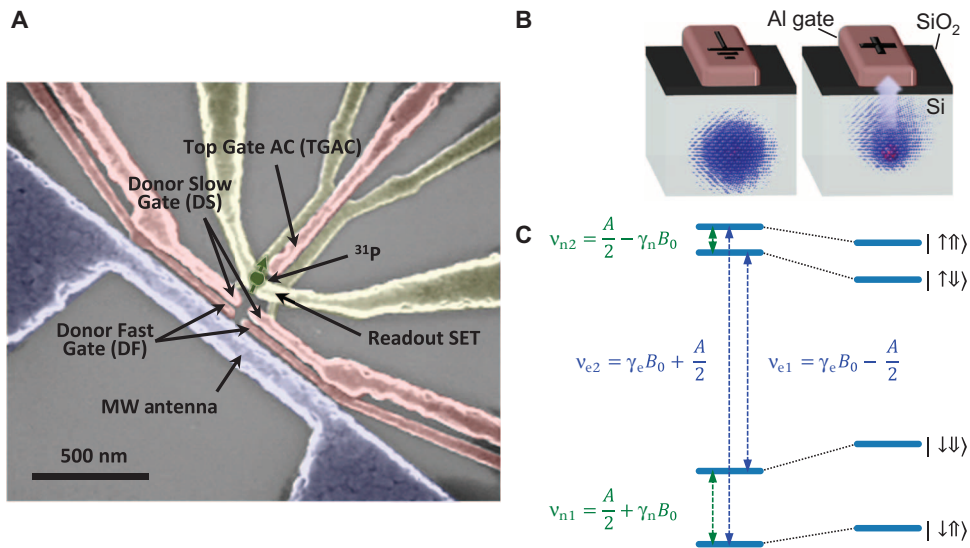 A
Top Gate AC (TGAC)
Donor Slow
Gate (DS)
31P
Readout SET
Donor Fast
Gate (DF)
MW antenna
500 nm
B
Al gate
SiO2
Si
C
νn2 = A/2 − γnB0
|↑⇑⟩
|↑⇓⟩
νe2 = γeB0 + A/2
νe1 = γeB0 − A/2
|↓⇓⟩
νn1 = A/2 + γnB0
|↓⇑⟩